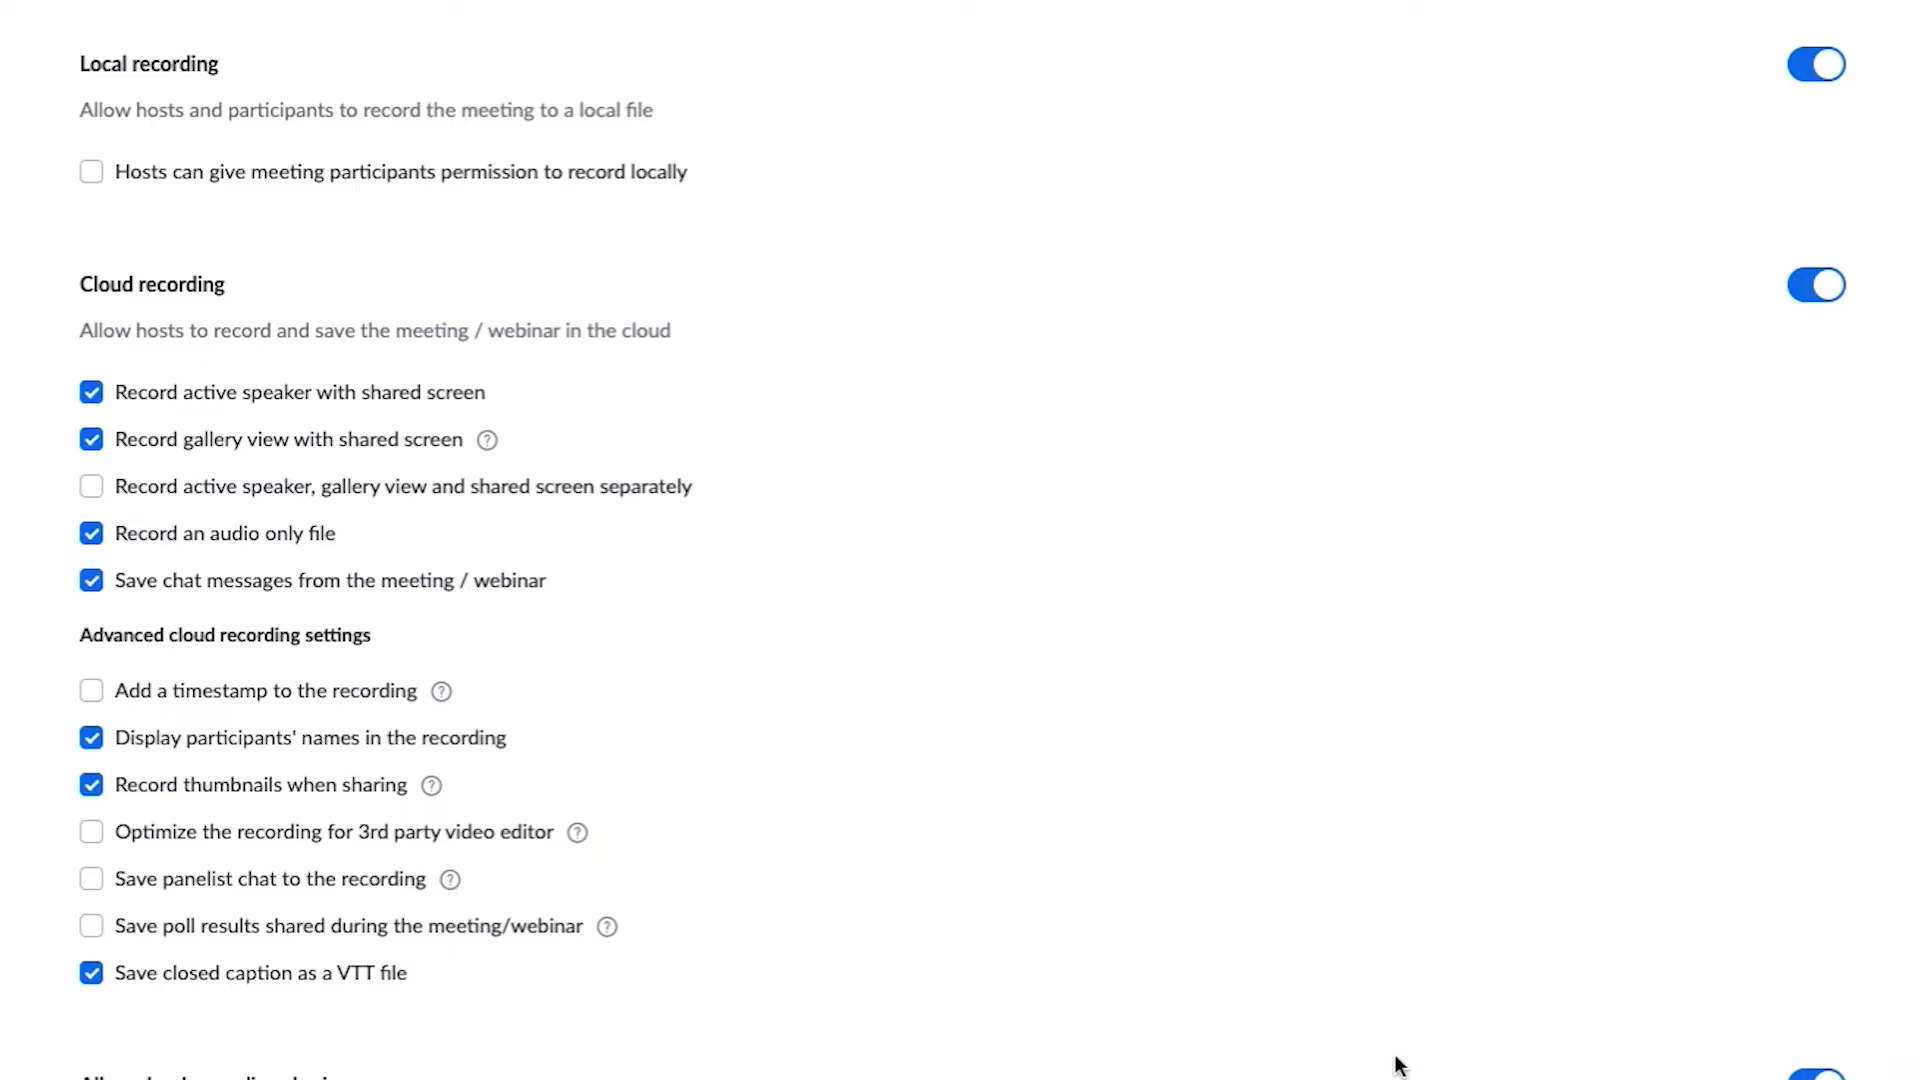 Local recording
Allow hosts and participants to record the meeting to a local file
Hosts can give meeting participants permission to record locally
Cloud recording
Allow hosts to record and save the meeting / webinar in the cloud
Record active speaker with shared screen
Record gallery view with shared screen ?
Record active speaker, gallery view and shared screen separately
Record an audio only file
Save chat messages from the meeting / webinar
Advanced cloud recording settings
Add a timestamp to the recording ?
Display participants' names in the recording
Record thumbnails when sharing ?
Optimize the recording for 3rd party video editor ?
Save panelist chat to the recording ?
Save poll results shared during the meeting/webinar ?
Save closed caption as a VTT file